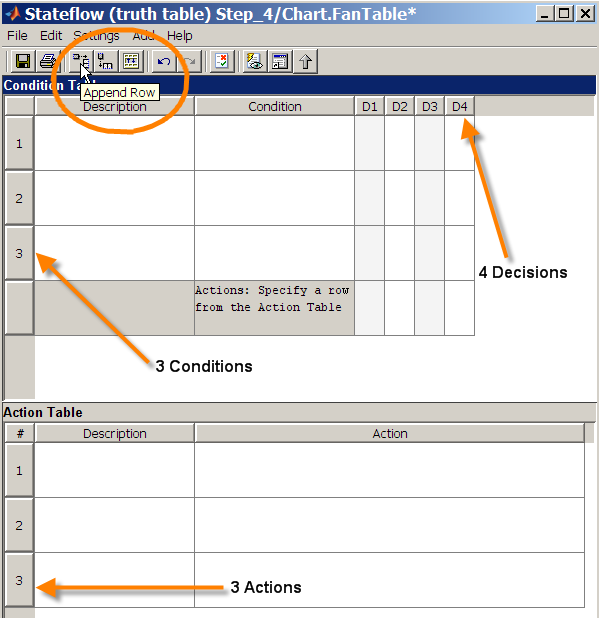 Stateflow (truth table) Step_4/Chart.FanTable*
File Edit Settings Add Help
Append Row
Condition Table
Description Condition D1 D2 D3 D4
1
2
3
4 Decisions
Actions: Specify a row
from the Action Table
3 Conditions
Action Table
# Description Action
1
2
3
3 Actions